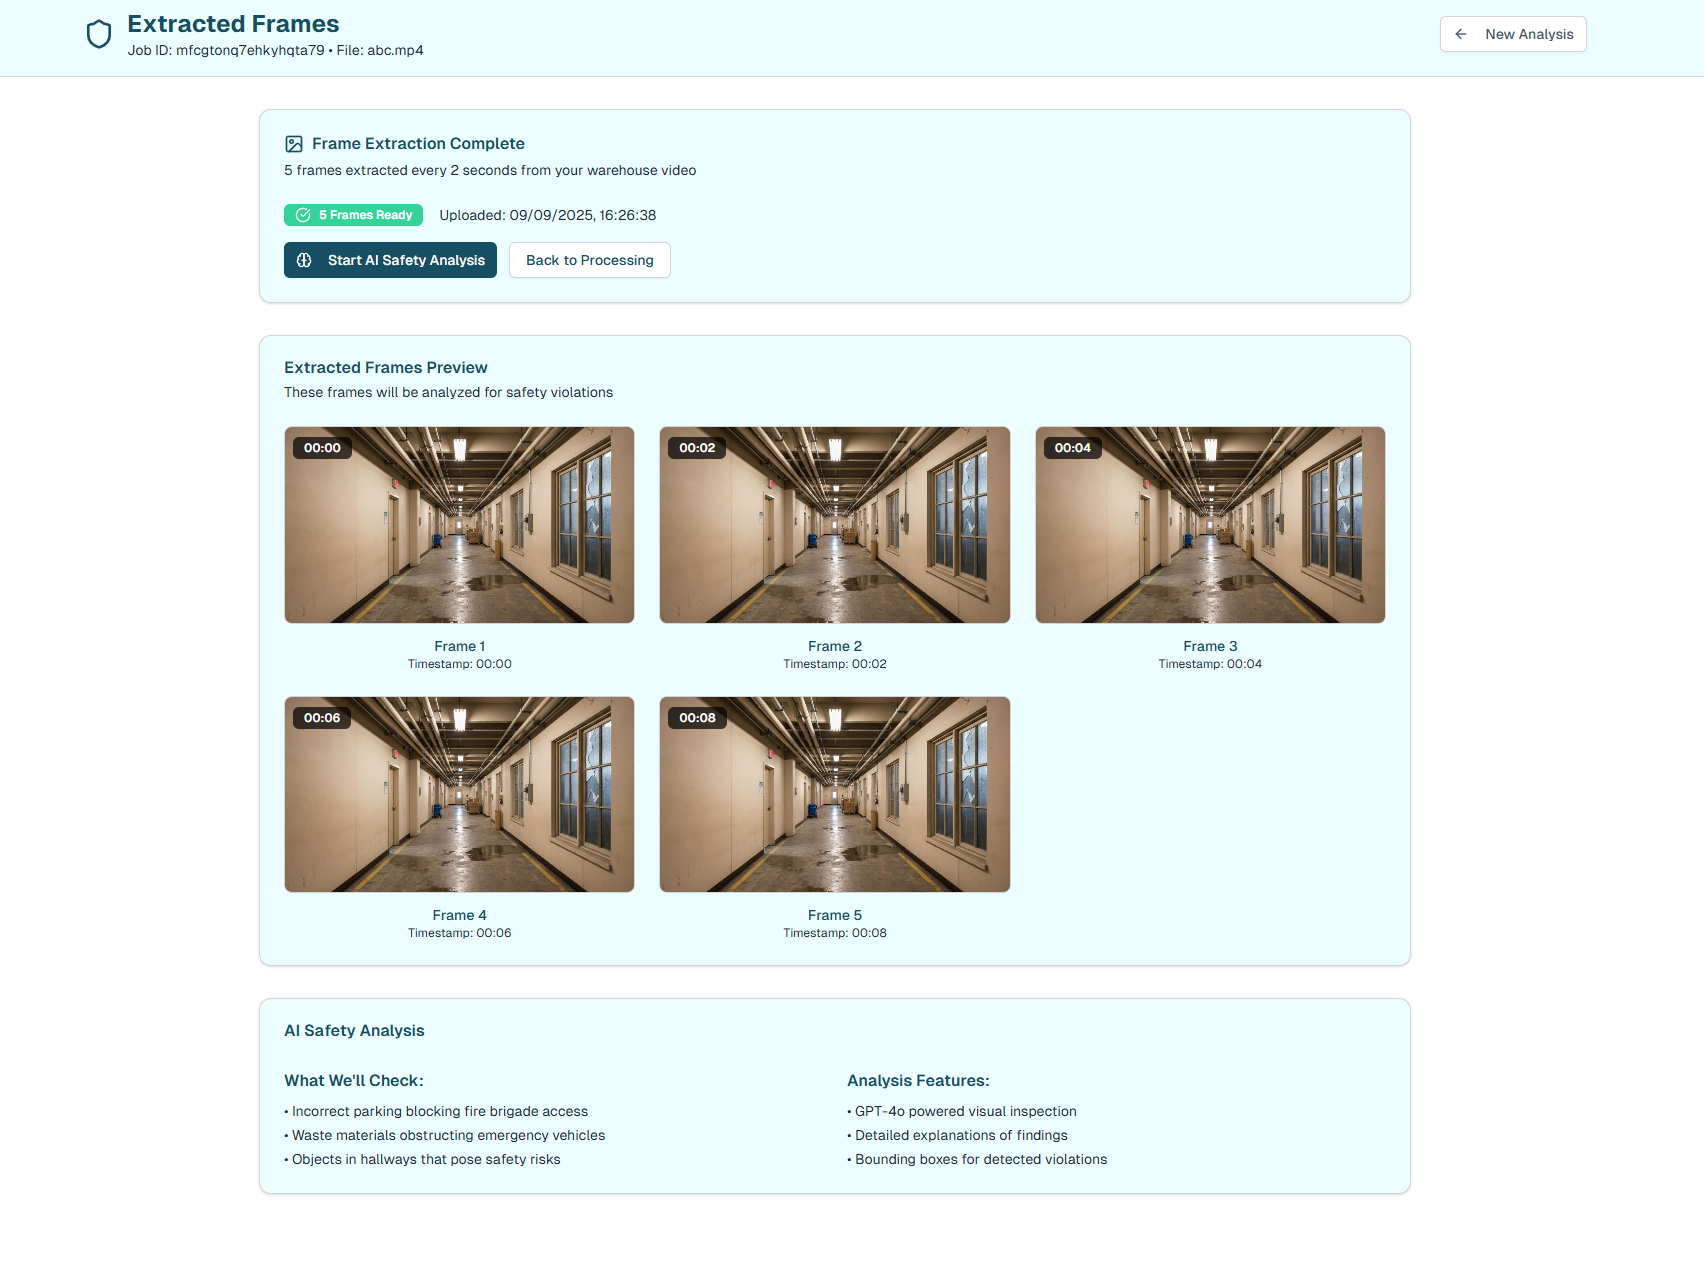 Extracted Frames
Job ID: mfcgtonq7ehkyhqta79 • File: abc.mp4
New Analysis
Frame Extraction Complete
5 frames extracted every 2 seconds from your warehouse video
5 Frames Ready
Uploaded: 09/09/2025, 16:26:38
Start AI Safety Analysis
Back to Processing
Extracted Frames Preview
These frames will be analyzed for safety violations
00:00
00:02
00:04
Frame 1
Timestamp: 00:00
Frame 2
Timestamp: 00:02
Frame 3
Timestamp: 00:04
00:06
00:08
Frame 4
Timestamp: 00:06
Frame 5
Timestamp: 00:08
AI Safety Analysis
What We'll Check:
• Incorrect parking blocking fire brigade access
• Waste materials obstructing emergency vehicles
• Objects in hallways that pose safety risks
Analysis Features:
• GPT-4o powered visual inspection
• Detailed explanations of findings
• Bounding boxes for detected violations